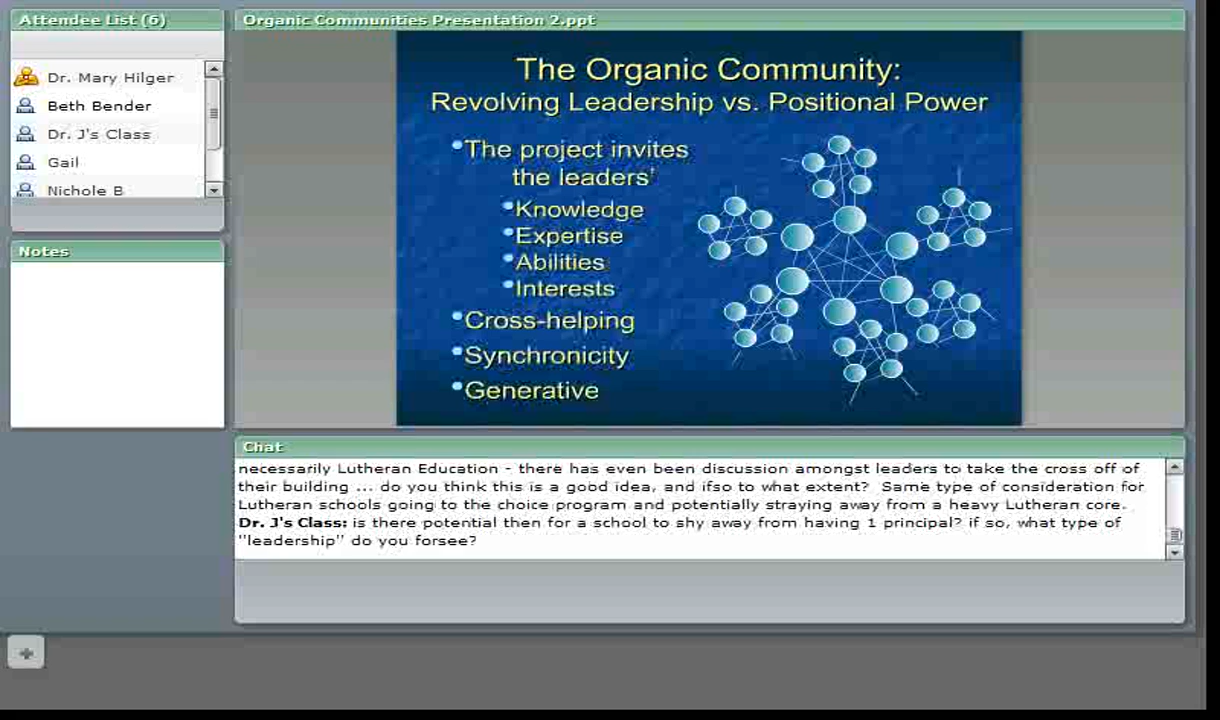 Attendee List (6)
Dr. Mary Hilger
Beth Bender
Dr. J's Class
Gail
Nichole B
Notes
Organic Communities Presentation 2.ppt
The Organic Community:
Revolving Leadership vs. Positional Power
•The project invites
the leaders'
•Knowledge
•Expertise
•Abilities
•Interests
•Cross-helping
•Synchronicity
•Generative
Chat
necessarily Lutheran Education - there has even been discussion amongst leaders to take the cross off of
their building ... do you think this is a good idea, and ifso to what extent? Same type of consideration for
Lutheran schools going to the choice program and potentially straying away from a heavy Lutheran core.
Dr. J's Class: is there potential then for a school to shy away from having 1 principal? if so, what type of
"leadership" do you forsee?